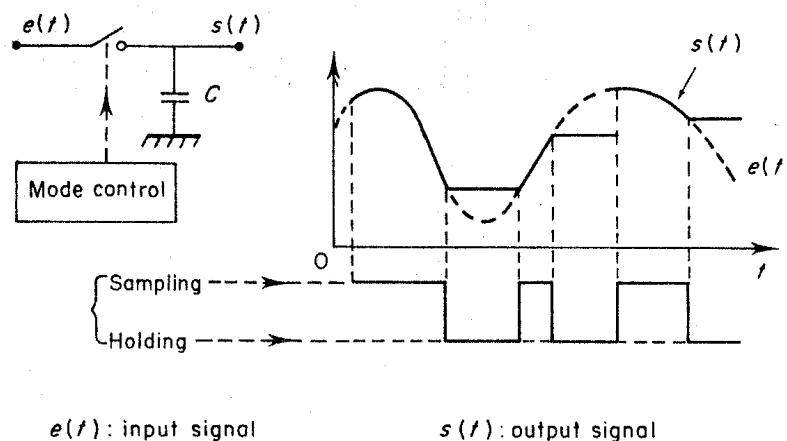 e(t)
s(t)
C
Mode control
s(t)
e(t
O
t
Sampling
Holding
e(t): input signal
s(t): output signal